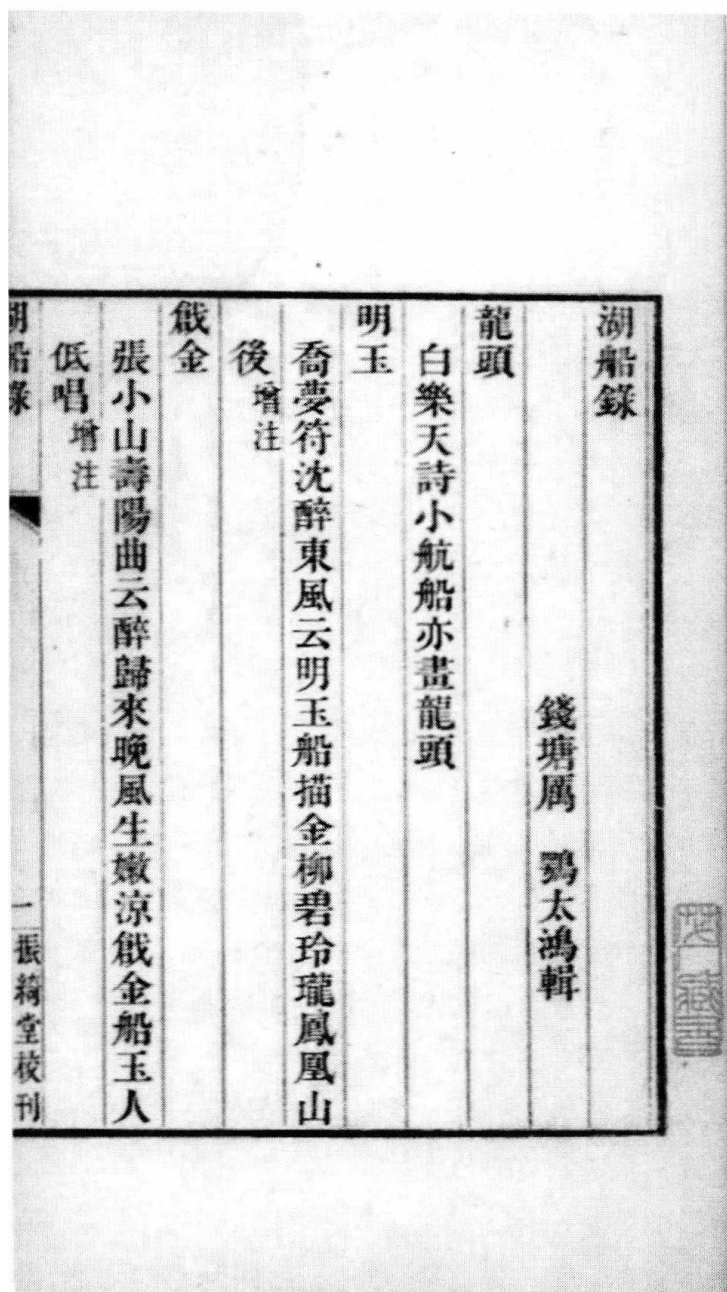 湖船錄
錢塘厲 鶚太鴻輯
龍頭
白樂天詩小航船亦畫龍頭
明玉
喬夢符沈醉東風云明玉船描金柳碧玲瓏鳳凰山
後增注
戧金
張小山壽陽曲云醉歸來晚風生嫩涼戧金船玉人
低唱增注
湖船錄 一 振綺堂校刊